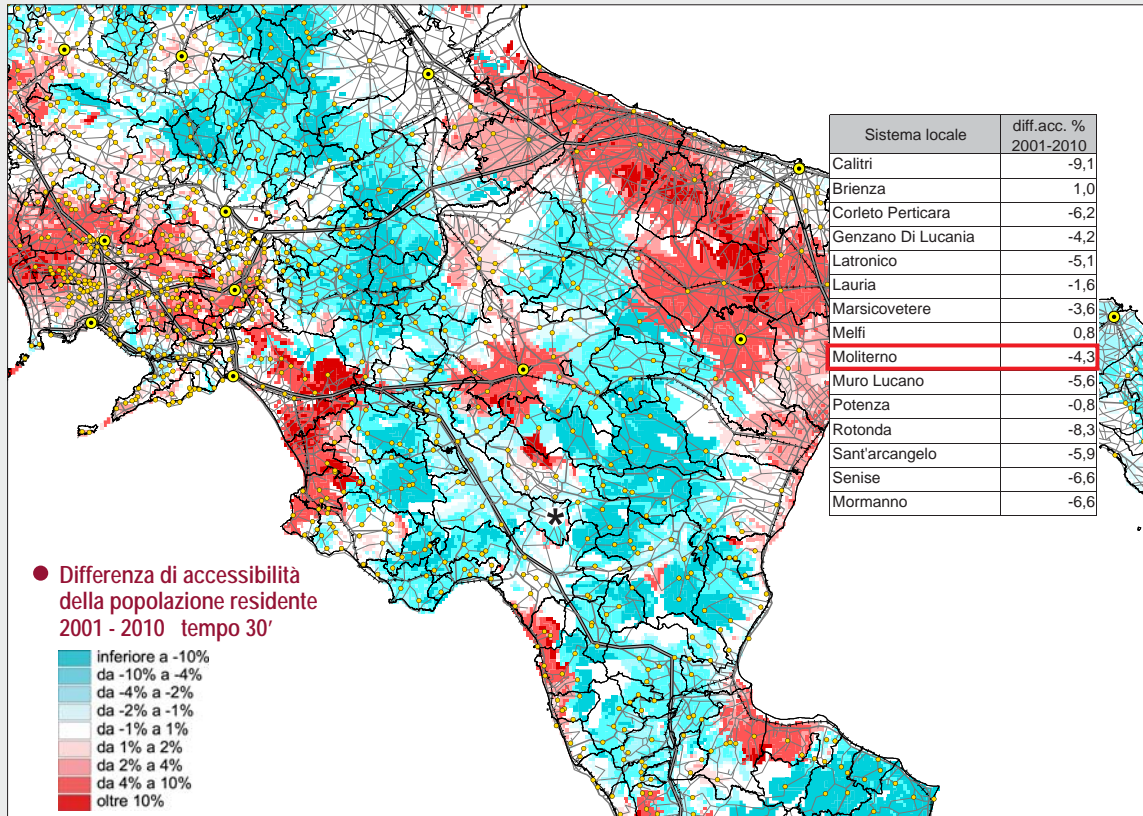 Sistema locale diff.acc. % 2001-2010
Calitri -9,1
Brienza 1,0
Corleto Perticara -6,2
Genzano Di Lucania -4,2
Latronico -5,1
Lauria -1,6
Marsicovetere -3,6
Melfi 0,8
Moliterno -4,3
Muro Lucano -5,6
Potenza -0,8
Rotonda -8,3
Sant'arcangelo -5,9
Senise -6,6
Mormanno -6,6
*
Differenza di accessibilità
della popolazione residente
2001 - 2010 tempo 30'
inferiore a -10%
da -10% a -4%
da -4% a -2%
da -2% a -1%
da -1% a 1%
da 1% a 2%
da 2% a 4%
da 4% a 10%
oltre 10%